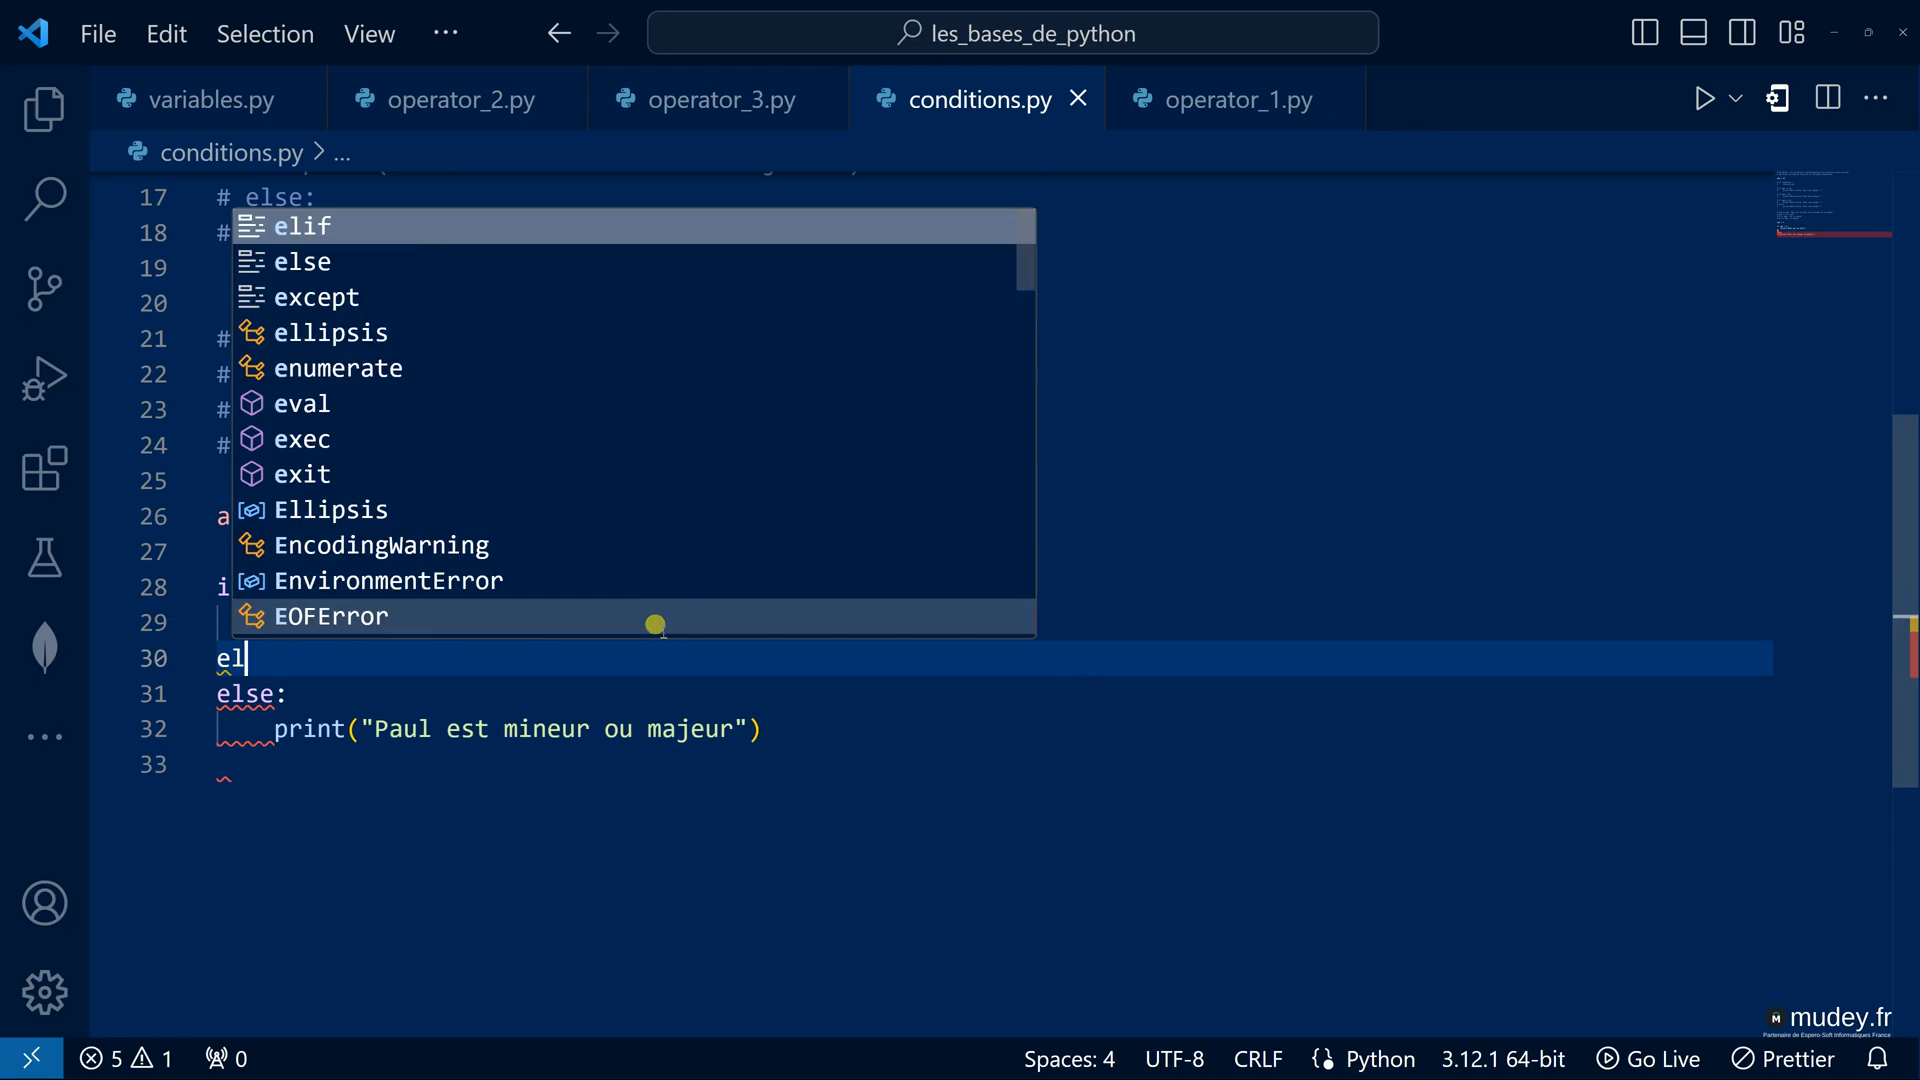 File Edit Selection View ··· les_bases_de_python
variables.py operator_2.py operator_3.py conditions.py operator_1.py
conditions.py > ...
17 # else:
18 #
19
20
21 #
22 #
23 #
24 #
25
26 a
27
28 i
29
30 el
31 else:
32 print("Paul est mineur ou majeur")
33
elif
else
except
ellipsis
enumerate
eval
exec
exit
Ellipsis
EncodingWarning
EnvironmentError
EOFError
mudey.fr
Partenaire de Espero-Soft Informatiques France
5 1 0 Spaces: 4 UTF-8 CRLF Python 3.12.1 64-bit Go Live Prettier